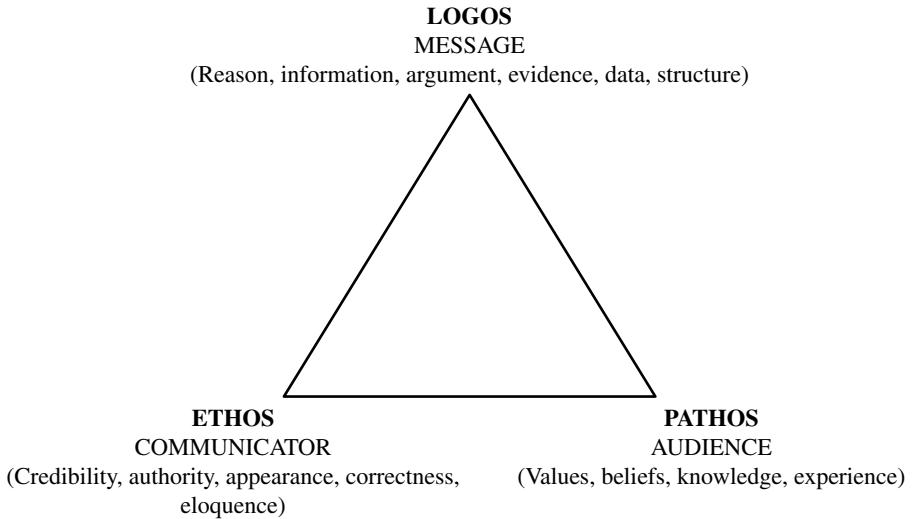 LOGOS
MESSAGE
(Reason, information, argument, evidence, data, structure)
ETHOS
COMMUNICATOR
(Credibility, authority, appearance, correctness,
eloquence)
PATHOS
AUDIENCE
(Values, beliefs, knowledge, experience)